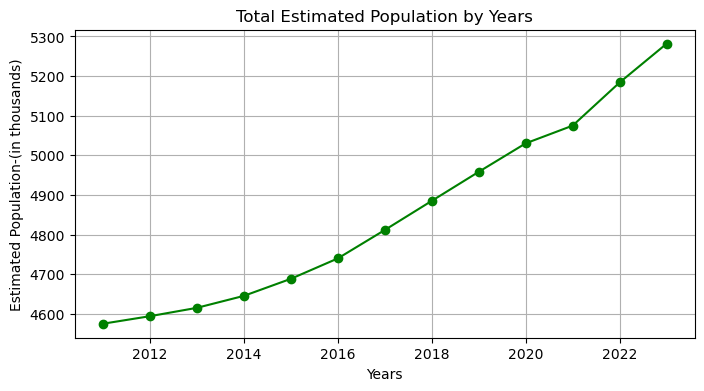 Total Estimated Population by Years
Estimated Population-(in thousands)
5300
5200
5100
5000
4900
4800
4700
4600
2012 2014 2016 2018 2020 2022
Years